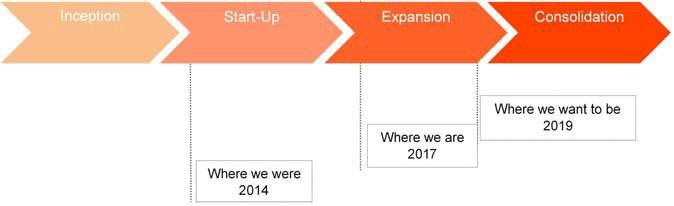 Inception
Start-Up
Expansion
Consolidation
Where we want to be
2019
Where we are
2017
Where we were
2014